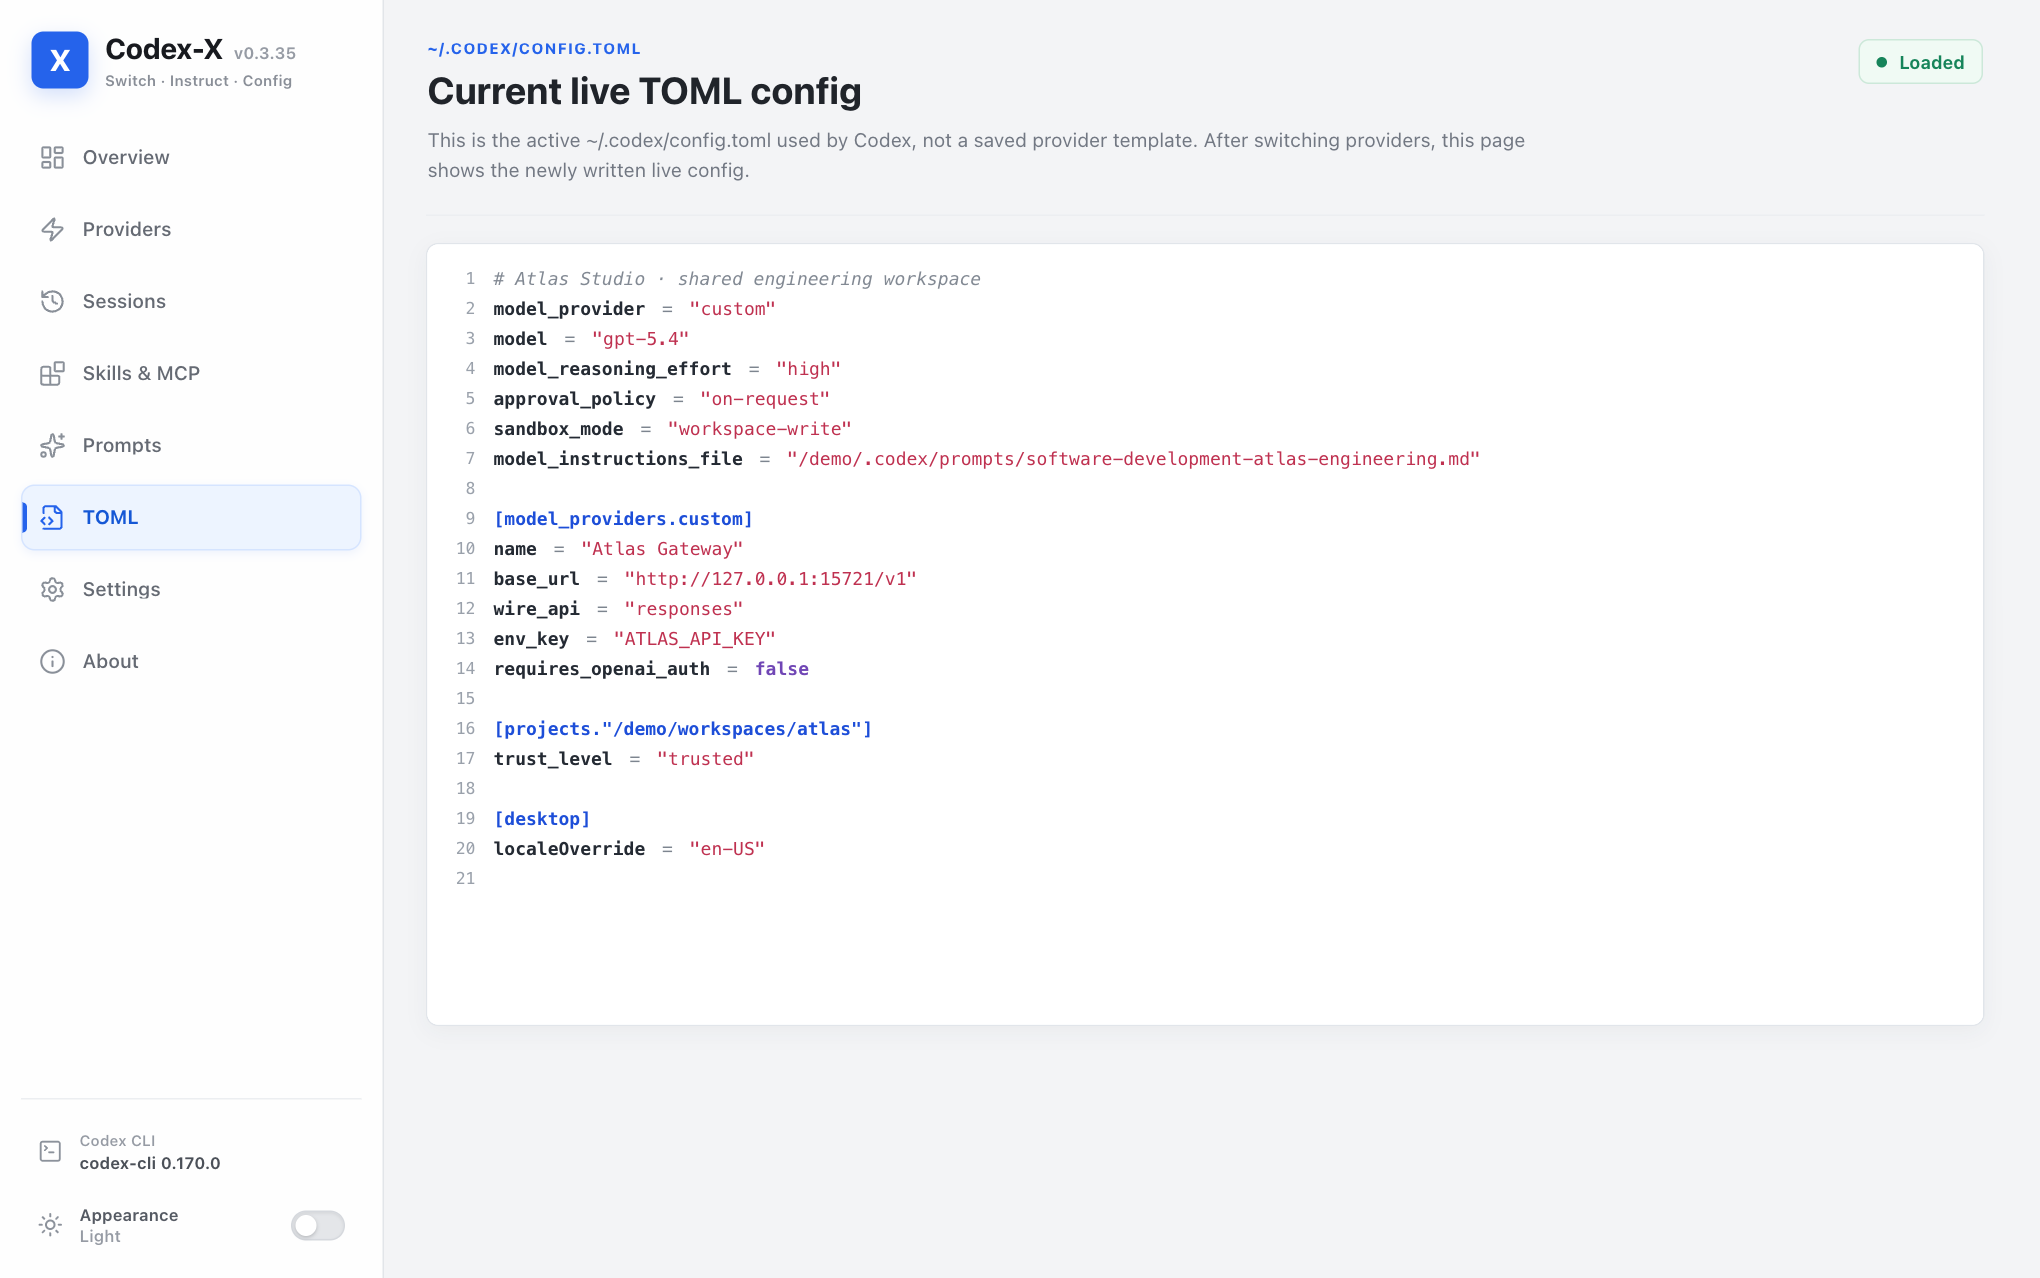 X
Codex-X v0.3.35
Switch · Instruct · Config
Overview
Providers
Sessions
Skills & MCP
Prompts
TOML
Settings
About
Codex CLI
codex-cli 0.170.0
Appearance
Light
~/.CODEX/CONFIG.TOML
Current live TOML config
Loaded
This is the active ~/.codex/config.toml used by Codex, not a saved provider template. After switching providers, this page
shows the newly written live config.
1 # Atlas Studio · shared engineering workspace
2 model_provider = "custom"
3 model = "gpt-5.4"
4 model_reasoning_effort = "high"
5 approval_policy = "on-request"
6 sandbox_mode = "workspace-write"
7 model_instructions_file = "/demo/.codex/prompts/software-development-atlas-engineering.md"
8
9 [model_providers.custom]
10 name = "Atlas Gateway"
11 base_url = "http://127.0.0.1:15721/v1"
12 wire_api = "responses"
13 env_key = "ATLAS_API_KEY"
14 requires_openai_auth = false
15
16 [projects."/demo/workspaces/atlas"]
17 trust_level = "trusted"
18
19 [desktop]
20 localeOverride = "en-US"
21